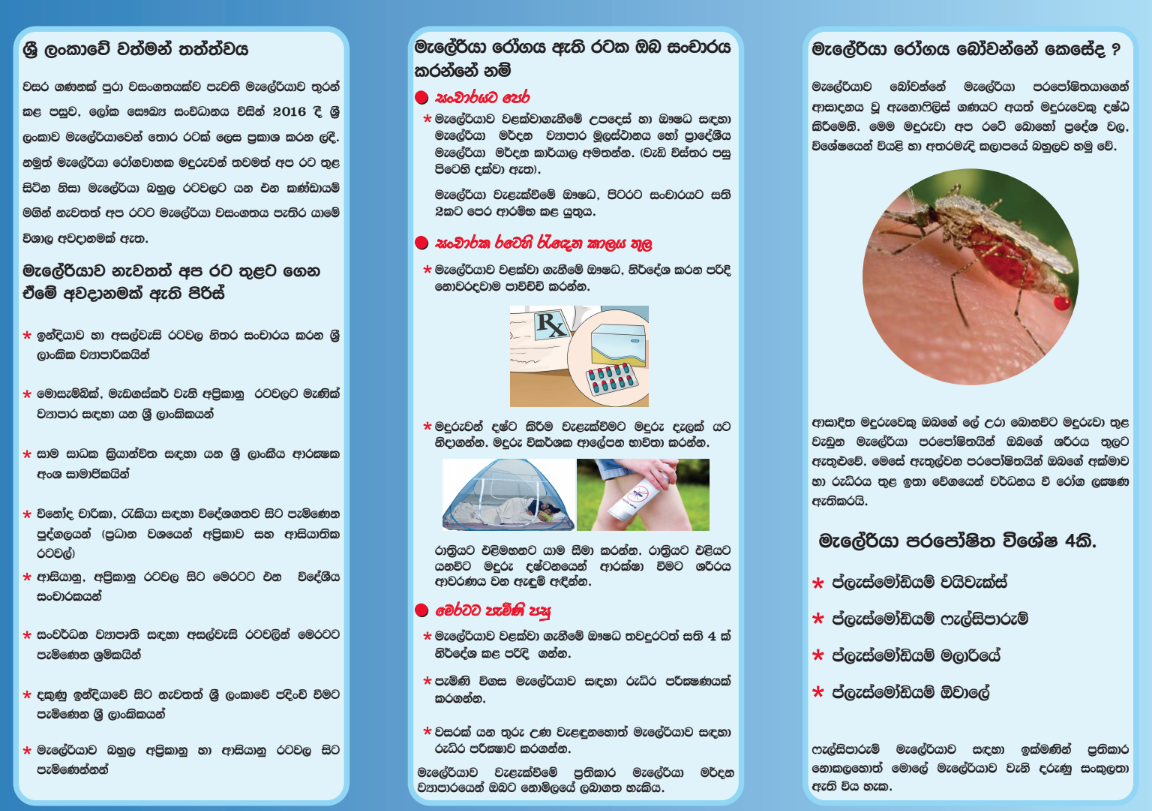 ශ්‍රී ලංකාවේ වත්මන් තත්ත්වය
වසර ගණනක් පුරා වසංගතයක්ව පැවති මැලේරියාව තුරන්
කළ පසුව, ලෝක සෞඛ්‍ය සංවිධානය විසින් 2016 දී ශ්‍රී
ලංකාව මැලේරියාවෙන් තොර රටක් ලෙස ප්‍රකාශ කරන ලදි.
නමුත් මැලේරියා රෝගවාහක මදුරුවන් තවමත් අප රට තුළ
සිටින නිසා මැලේරියා බහුල රටවලට යන එන කණ්ඩායම්
මගින් නැවතත් අප රටට මැලේරියා වසංගතය පැතිර යාමේ
විශාල අවදානමක් ඇත.
මැලේරියාව නැවතත් අප රට තුළට ගෙන
ඒමේ අවදානමක් ඇති පිරිස්
* ඉන්දියාව හා අසල්වැසි රටවල නිතර සංචාරය කරන ශ්‍රී
ලාංකික ව්‍යාපාරිකයින්
* මොසැම්බික්, මැඩගස්කර් වැනි අප්‍රිකානු රටවලට මැණික්
ව්‍යාපාර සඳහා යන ශ්‍රී ලාංකිකයන්
* සාම සාධක ක්‍රියාන්විත සඳහා යන ශ්‍රී ලාංකීය ආරක්‍ෂක
අංශ සාමාජිකයින්
* විනෝද චාරිකා, රැකියා සඳහා විදේශගතව සිට පැමිණෙන
පුද්ගලයන් (ප්‍රධාන වශයෙන් අප්‍රිකාව සහ ආසියාතික
රටවල්)
* ආසියානු, අප්‍රිකානු රටවල සිට මෙරටට එන විදේශීය
සංචාරකයන්
* සංවර්ධන ව්‍යාපෘති සඳහා අසල්වැසි රටවලින් මෙරටට
පැමිණෙන ශ්‍රමිකයින්
* දකුණු ඉන්දියාවේ සිට නැවතත් ශ්‍රී ලංකාවේ පදිංචි වීමට
පැමිණෙන ශ්‍රී ලාංකිකයන්
* මැලේරියාව බහුල අප්‍රිකානු හා ආසියානු රටවල සිට
පැමිණෙන්නන්
මැලේරියා රෝගය ඇති රටක ඔබ සංචාරය
කරන්නේ නම්
● සංචාරයට පෙර
* මැලේරියාව වළක්වාගැනීමේ උපදෙස් හා ඖෂධ සඳහා
මැලේරියා මර්දන ව්‍යාපාර මූලස්ථානය හෝ ප්‍රාදේශීය
මැලේරියා මර්දන කාර්යාල අමතන්න. (වැඩි විස්තර පසු
පිටෙහි දක්වා ඇත).
මැලේරියා වැළැක්වීමේ ඖෂධ, පිටරට සංචාරයට සති
2කට පෙර ආරම්භ කළ යුතුය.
● සංචාරක රටෙහි රැඳෙන කාලය තුල
* මැලේරියාව වළක්වා ගැනීමේ ඖෂධ, නිර්දේශ කරන පරිදි
නොවරදවාම පාවිච්චි කරන්න.
* මදුරුවන් දෂ්ට කිරීම වැළැක්වීමට මදුරු දැලක් යට
නිදාගන්න. මදුරු විකර්ශක ආලේපන භාවිතා කරන්න.
රාත්‍රියට එළිමහනට යාම සීමා කරන්න. රාත්‍රියට එළියට
යනවිට මදුරු දෂ්ටනයෙන් ආරක්ෂා වීමට ශරීරය
ආවරණය වන ඇඳුම් අඳින්න.
● මෙරටට පැමිණි පසු
* මැලේරියාව වළක්වා ගැනීමේ ඖෂධ තවදුරටත් සති 4 ක්
නිර්දේශ කළ පරිදි ගන්න.
* පැමිණි විගස මැලේරියාව සඳහා රුධිර පරීක්‍ෂණයක්
කරගන්න.
* වසරක් යන තුරු උණ වැළඳුනහොත් මැලේරියාව සඳහා
රුධිර පරීක්‍ෂාව කරගන්න.
මැලේරියාව වැළැක්වීමේ ප්‍රතිකාර මැලේරියා මර්දන
ව්‍යාපාරයෙන් ඔබට නොමිලයේ ලබාගත හැකිය.
මැලේරියා රෝගය බෝවන්නේ කෙසේද ?
මැලේරියාව බෝවන්නේ මැලේරියා පරපෝෂිතයාගෙන්
ආසාදනය වූ ඇනොෆිලිස් ගණයට අයත් මදුරුවෙකු දෂ්ඨ
කිරීමෙනි. මෙම මදුරුවා අප රටේ බොහෝ ප්‍රදේශ වල,
විශේෂයෙන් වියළි හා අතරමැදි කලාපයේ බහුලව හමු වේ.
ආසාදිත මදුරුවෙකු ඔබගේ ලේ උරා බොනවිට මදුරුවා තුළ
වැඩුන මැලේරියා පරපෝෂිතයින් ඔබගේ ශරීරය තුලට
ඇතුළුවේ. මෙසේ ඇතුල්වන පරපෝෂිතයින් ඔබගේ අක්මාව
හා රුධිරය තුළ ඉතා වේගයෙන් වර්ධනය වී රෝග ලක්‍ෂණ
ඇතිකරයි.
මැලේරියා පරපෝෂිත විශේෂ 4කි.
* ප්ලැස්මෝඩියම් වයිවැක්ස්
* ප්ලැස්මෝඩියම් ෆැල්සිපාරුම්
* ප්ලැස්මෝඩියම් මලාරියේ
* ප්ලැස්මෝඩියම් ඕවාලේ
ෆැල්සිපාරුම් මැලේරියාව සඳහා ඉක්මණින් ප්‍රතිකාර
නොකලහොත් මොලේ මැලේරියාව වැනි දරුණු සංකුලතා
ඇති විය හැක.